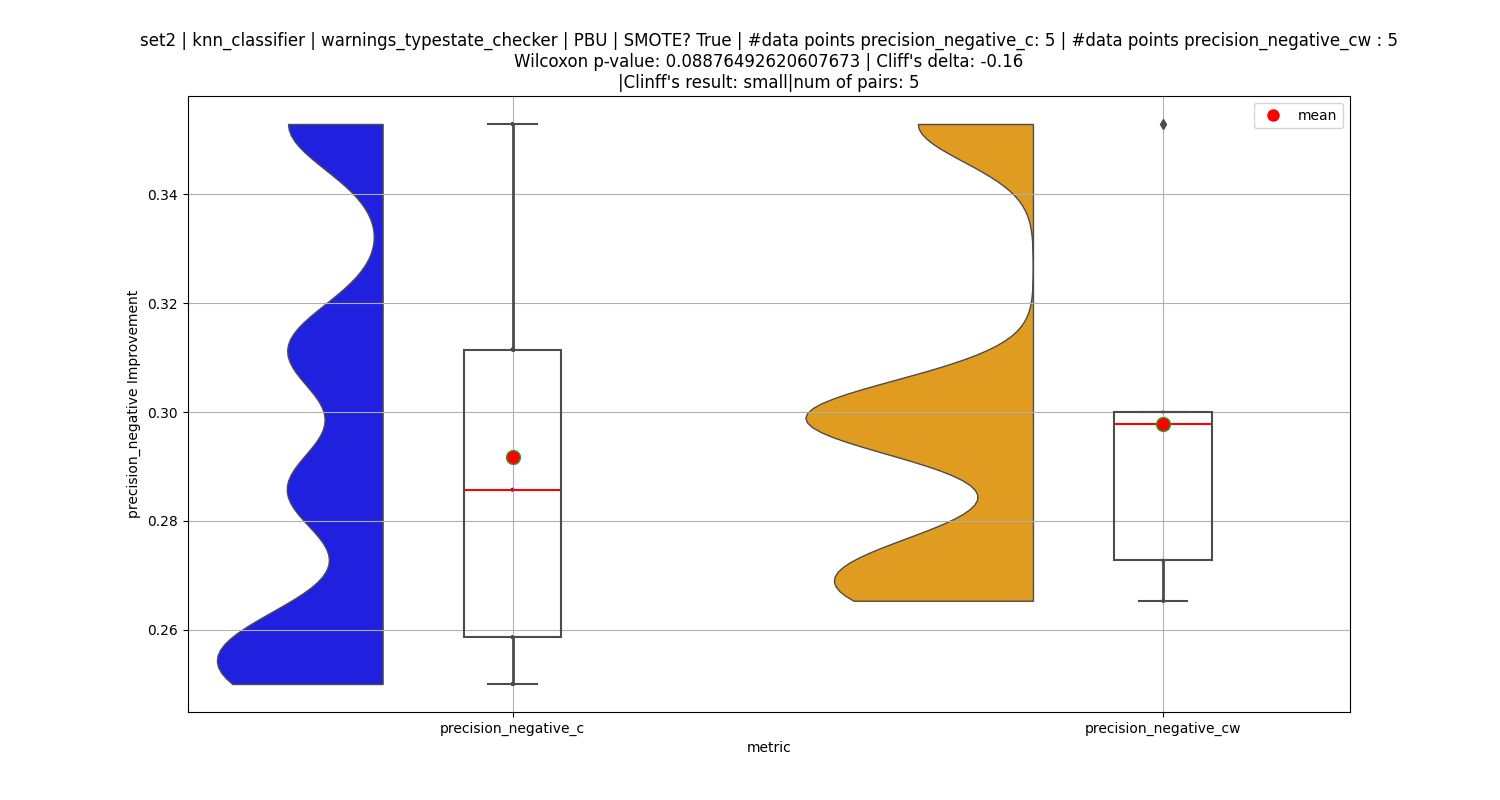 set2 | knn_classifier | warnings_typestate_checker | PBU | SMOTE? True | #data points precision_negative_c: 5 | #data points precision_negative_cw : 5
Wilcoxon p-value: 0.08876492620607673 | Cliff's delta: -0.16
|Clinff's result: small|num of pairs: 5
mean
0.34
0.32
0.30
0.28
0.26
precision_negative Improvement
precision_negative_c
precision_negative_cw
metric